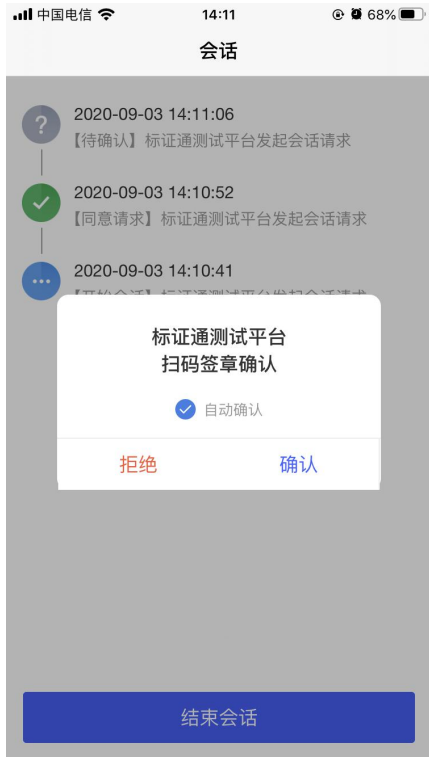 中国电信
14:11
68%
会话
2020-09-03 14:11:06
【待确认】标证通测试平台发起会话请求
2020-09-03 14:10:52
【同意请求】标证通测试平台发起会话请求
2020-09-03 14:10:41
标证通测试平台
扫码签章确认
自动确认
拒绝
确认
结束会话